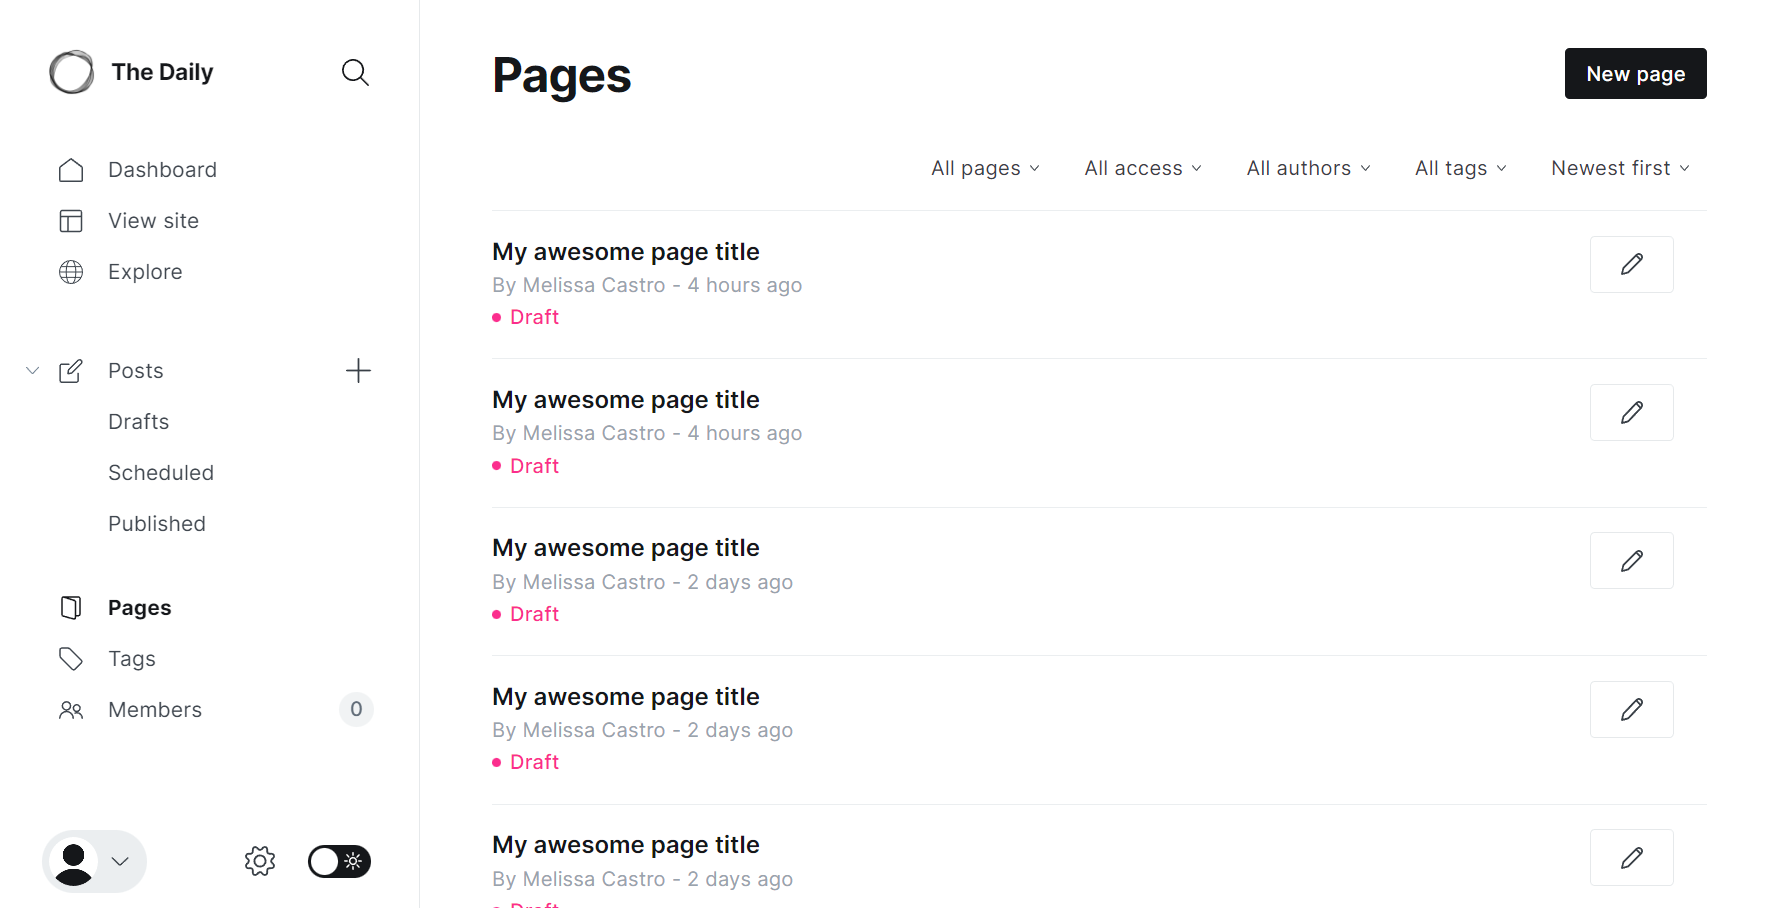 The Daily
Dashboard
View site
Explore
Posts
Drafts
Scheduled
Published
Pages
Tags
Members 0
Pages
New page
All pages All access All authors All tags Newest first
My awesome page title
By Melissa Castro - 4 hours ago
Draft
My awesome page title
By Melissa Castro - 4 hours ago
Draft
My awesome page title
By Melissa Castro - 2 days ago
Draft
My awesome page title
By Melissa Castro - 2 days ago
Draft
My awesome page title
By Melissa Castro - 2 days ago
Draft